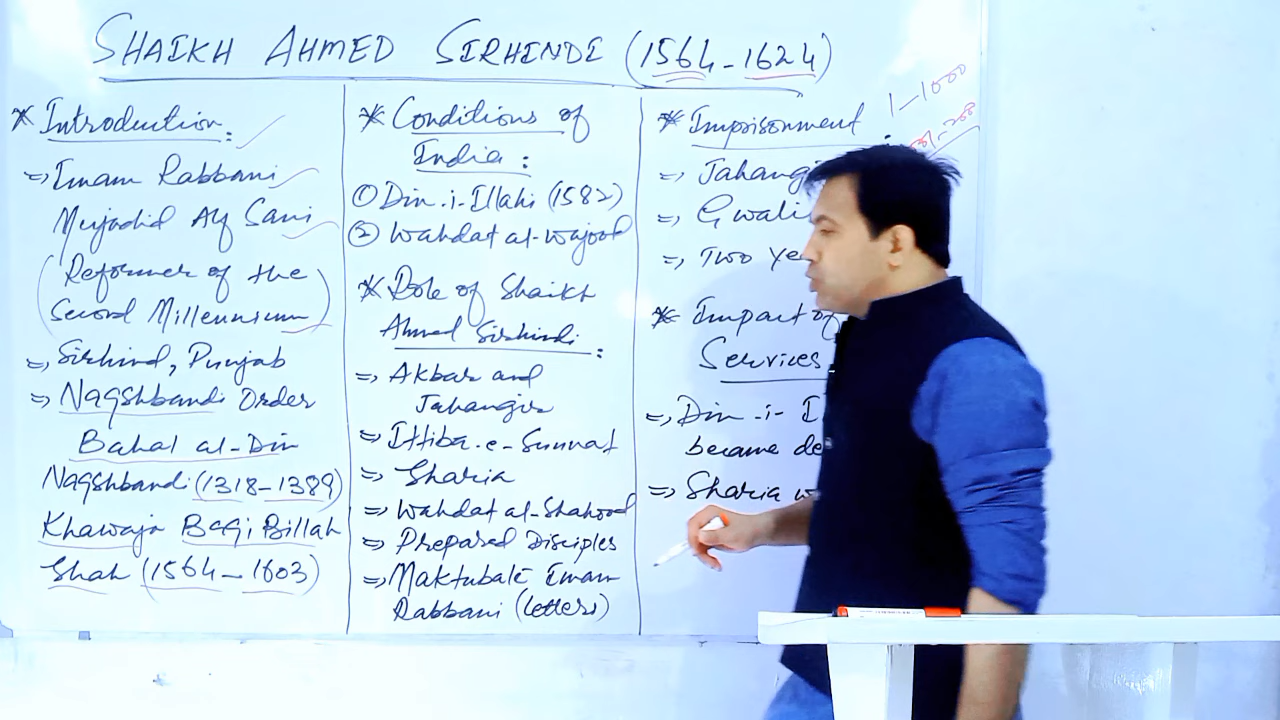 SHAIKH AHMED SIRHINDI (1564-1624)
* Introduction:
=> Imam Rabbani
Mujadid Alf Sani
(Reformer of the
Second Millennium)
=> Sirhind, Punjab
=> Naqshbandi Order
Bahal al-Din
Naqshbandi (1318-1389)
Khawaja Baqi Billah
Shah (1564-1603)
* Conditions of
India:
① Din-i-Illahi (1582)
② Wahdat al-Wajood
* Role of Shaikh
Ahmed Sirhindi:
=> Akbar and
Jahangir
=> Ittiba-e-Sunnat
=> Sharia
=> Wahdat al-Shahood
=> Prepared Disciples
=> Maktubate Imam
Rabbani (letters)
1-1000
* Imprisonment:
=> Jahangi
=> Gwali
=> Two Ye
* Impact of
Services
=> Din-i-I
became de
=> Sharia w